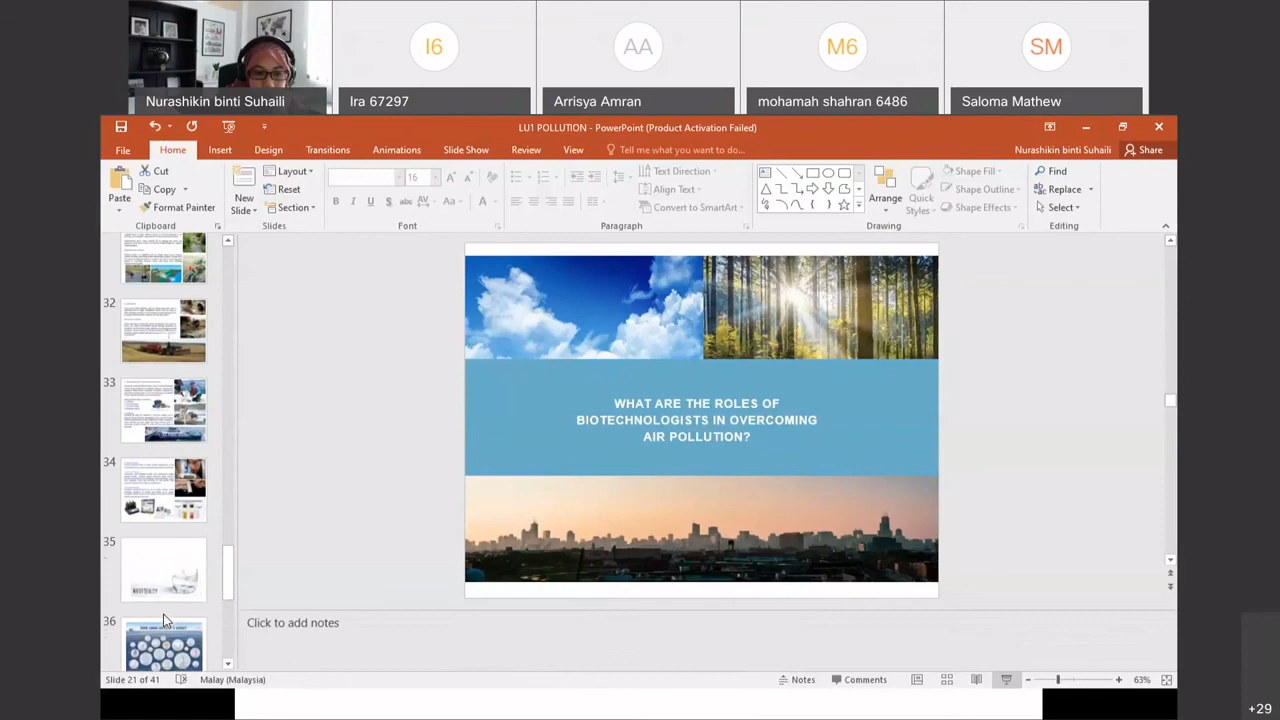 I6
AA
M6
SM
Nurashikin binti Suhaili
Ira 67297
Arrisya Amran
mohamah shahran 6486
Saloma Mathew
LU1 POLLUTION - PowerPoint (Product Activation Failed)
File
Home
Insert
Design
Transitions
Animations
Slide Show
Review
View
Tell me what you want to do...
Nurashikin binti Suhaili
Share
Paste
Cut
Copy
Format Painter
Clipboard
New
Slide
Layout
Reset
Section
Slides
16
B I U S abc AV Aa A
Font
Text Direction
Align Text
Convert to SmartArt
Paragraph
Arrange
Quick
Styles
Shape Fill
Shape Outline
Shape Effects
Drawing
Find
Replace
Select
Editing
32
33
34
35
36
WHAT ARE THE ROLES OF
BIOTECHNOLOGISTS IN OVERCOMING
AIR POLLUTION?
Click to add notes
Slide 21 of 41
Malay (Malaysia)
Notes
Comments
63%
+29